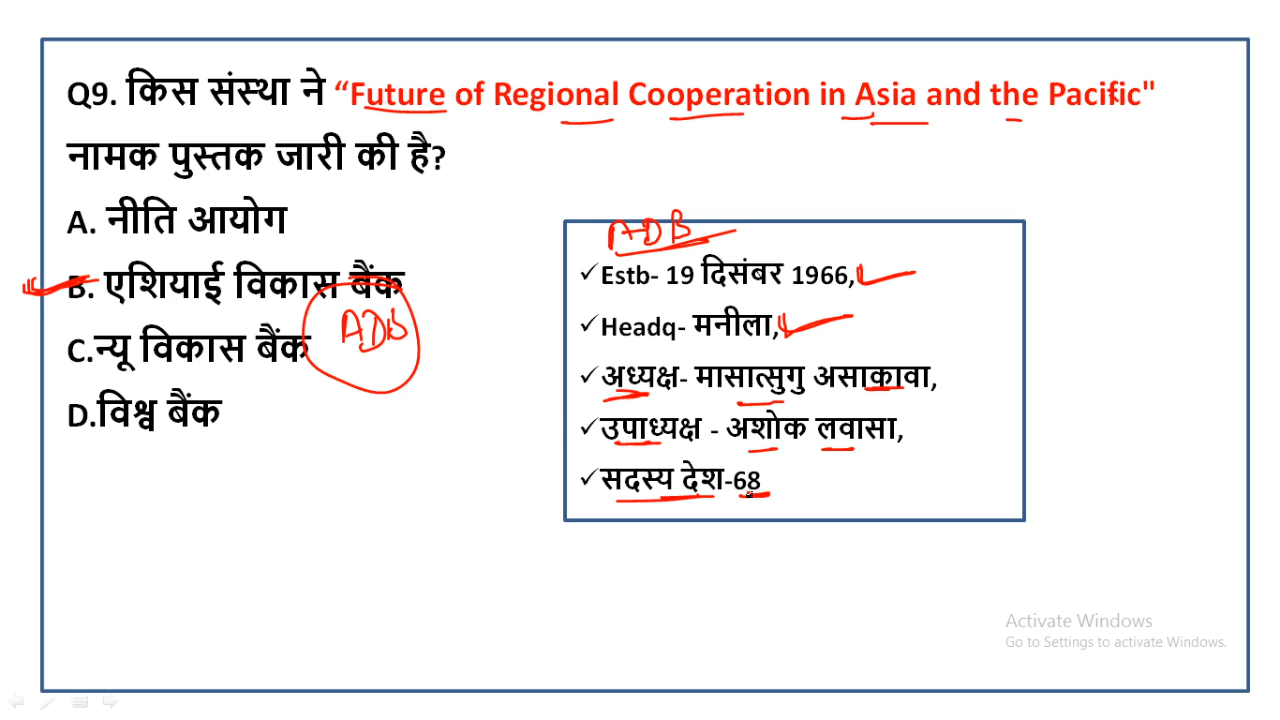 Q9. किस संस्था ने “Future of Regional Cooperation in Asia and the Pacific"
नामक पुस्तक जारी की है?
A. नीति आयोग
B. एशियाई विकास बैंक
ADB
C.न्यू विकास बैंक
D.विश्व बैंक
ADB
✓Estb- 19 दिसंबर 1966,
✓Headq- मनीला,
✓अध्यक्ष- मासात्सुगु असाकावा,
✓उपाध्यक्ष - अशोक लवासा,
✓सदस्य देश-68
Activate Windows
Go to Settings to activate Windows.